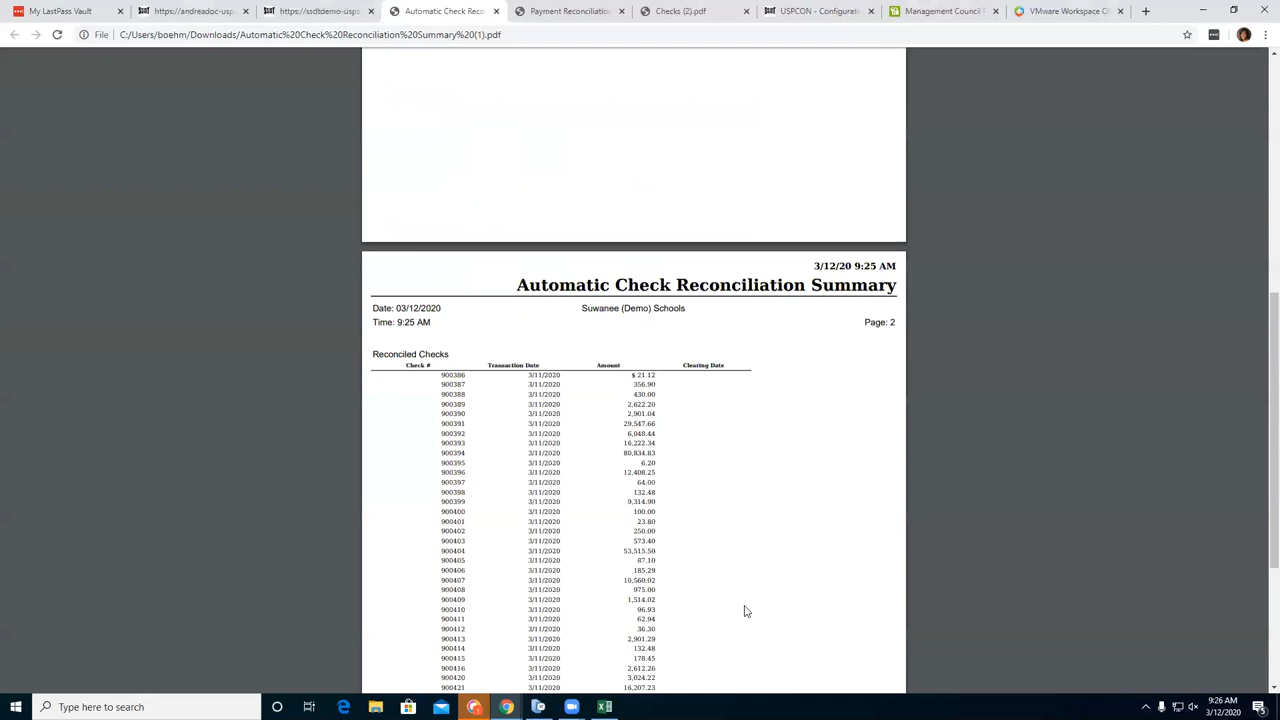 My LastPass Vault
https://andreadoc-uspsc
https://ssdtdemo-usps
Automatic Check Reco
Payment Reconciliation
Checks (2).pdf
USPCON - Configurati
Management Council F
VMware Workspace O
File C:/Users/boehm/Downloads/Automatic%20Check%20Reconciliation%20Summary%20(1).pdf
3/12/20 9:25 AM
Automatic Check Reconciliation Summary
Date: 03/12/2020 Suwanee (Demo) Schools
Time: 9:25 AM Page: 2
Reconciled Checks
Check # Transaction Date Amount Clearing Date
900386 3/11/2020 $ 21.12
900387 3/11/2020 356.90
900388 3/11/2020 430.00
900389 3/11/2020 2,622.20
900390 3/11/2020 2,901.04
900391 3/11/2020 29,547.66
900392 3/11/2020 6,048.44
900393 3/11/2020 16,222.34
900394 3/11/2020 80,834.83
900395 3/11/2020 6.20
900396 3/11/2020 12,408.25
900397 3/11/2020 64.00
900398 3/11/2020 132.48
900399 3/11/2020 9,314.90
900400 3/11/2020 100.00
900401 3/11/2020 23.80
900402 3/11/2020 250.00
900403 3/11/2020 573.40
900404 3/11/2020 53,515.50
900405 3/11/2020 87.10
900406 3/11/2020 185.29
900407 3/11/2020 10,560.02
900408 3/11/2020 975.00
900409 3/11/2020 1,514.02
900410 3/11/2020 96.93
900411 3/11/2020 62.94
900412 3/11/2020 36.30
900413 3/11/2020 2,901.29
900414 3/11/2020 132.48
900415 3/11/2020 178.45
900416 3/11/2020 2,612.26
900420 3/11/2020 3,024.22
900421 3/11/2020 16,207.23
Type here to search
9:26 AM
3/12/2020